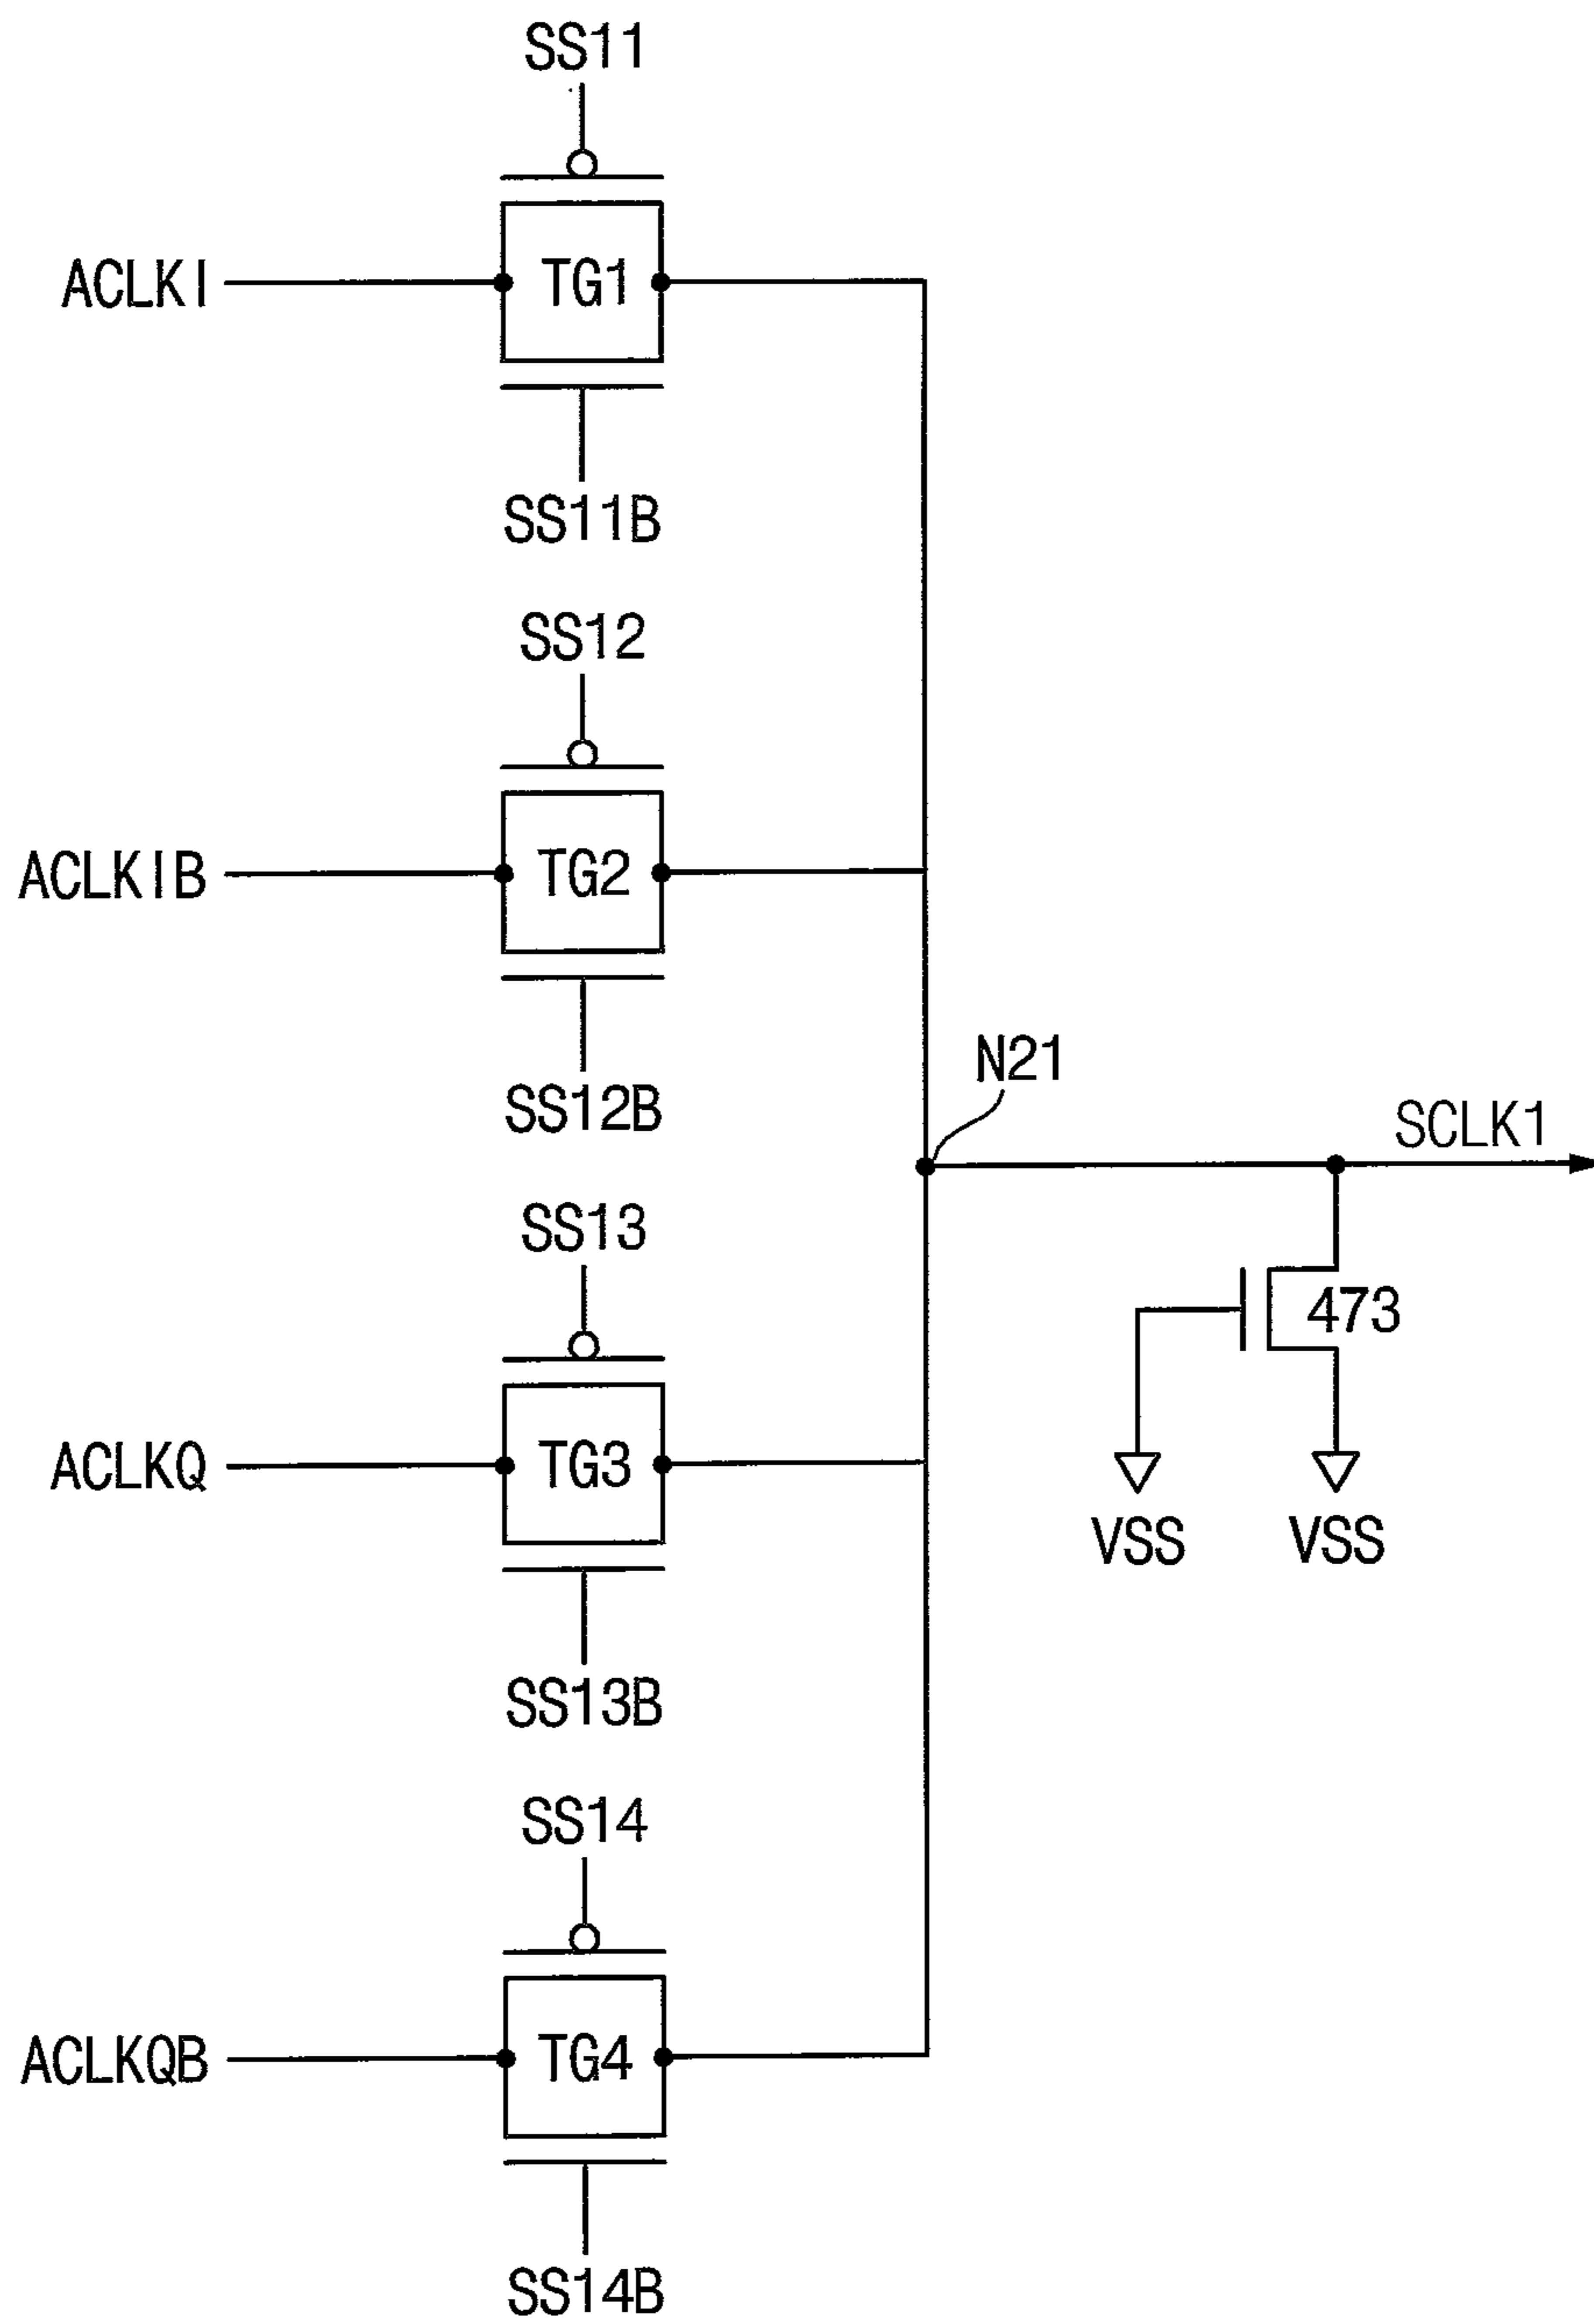 SS11
ACLKI
TG1
SS11B
SS12
ACLKIB
TG2
SS12B
N21
SCLK1
SS13
473
ACLKQ
TG3
VSS
VSS
SS13B
SS14
ACLKQB
TG4
SS14B